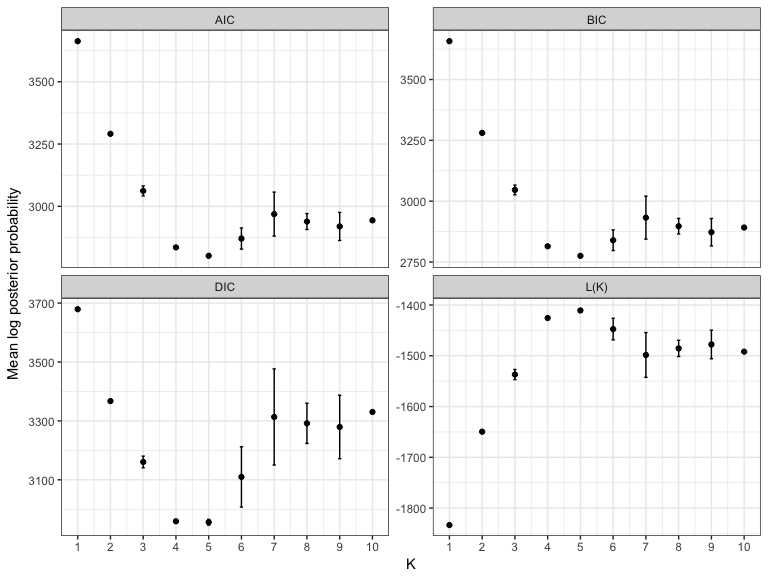 AIC
BIC
3500
3250
3000
3500
3250
3000
2750
Mean log posterior probability
DIC
L(K)
3700
3500
3300
3100
-1400
-1500
-1600
-1700
-1800
1 2 3 4 5 6 7 8 9 10
1 2 3 4 5 6 7 8 9 10
K